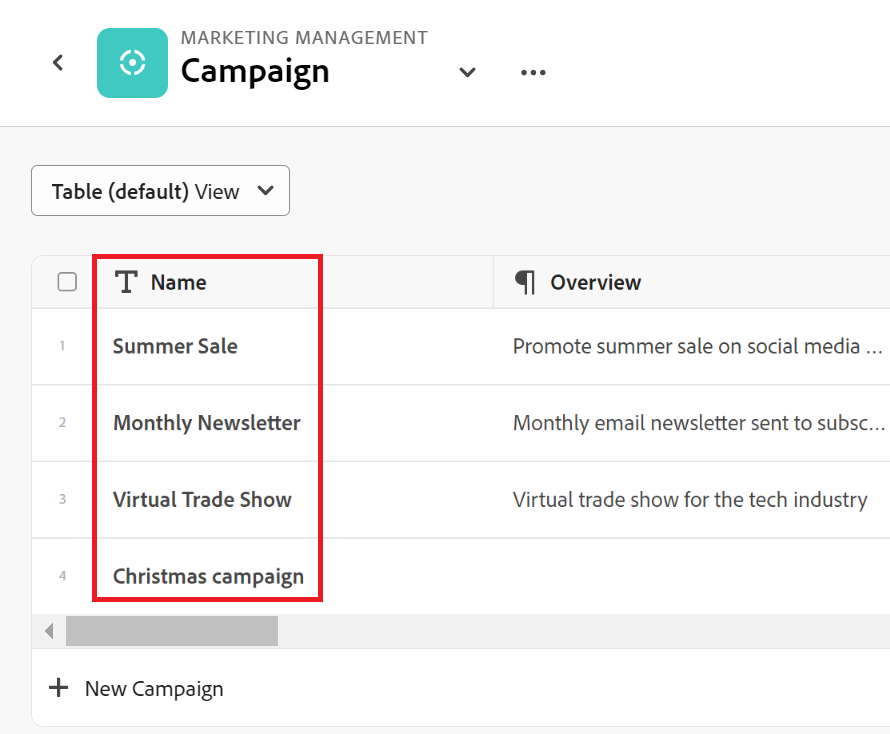 MARKETING MANAGEMENT
Campaign
Table (default) View
Name Overview
1 Summer Sale Promote summer sale on social media ...
2 Monthly Newsletter Monthly email newsletter sent to subsc...
3 Virtual Trade Show Virtual trade show for the tech industry
4 Christmas campaign
New Campaign